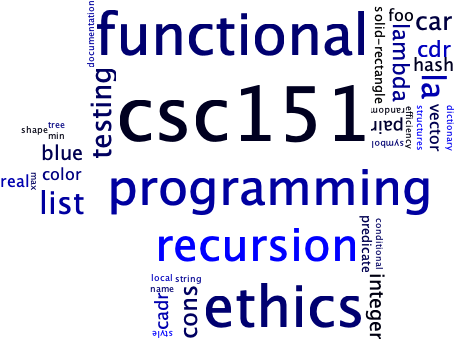 documentation
functional
solid-rectangle
foo
car
lambda
cdr
hash
la
testing
csc151
pair
random
symbol
efficiency
structures
vector
dictionary
shape
tree
min
blue
color
real
max
list
programming
recursion
predicate
conditional
integer
local
name
string
cadr
style
cons
ethics